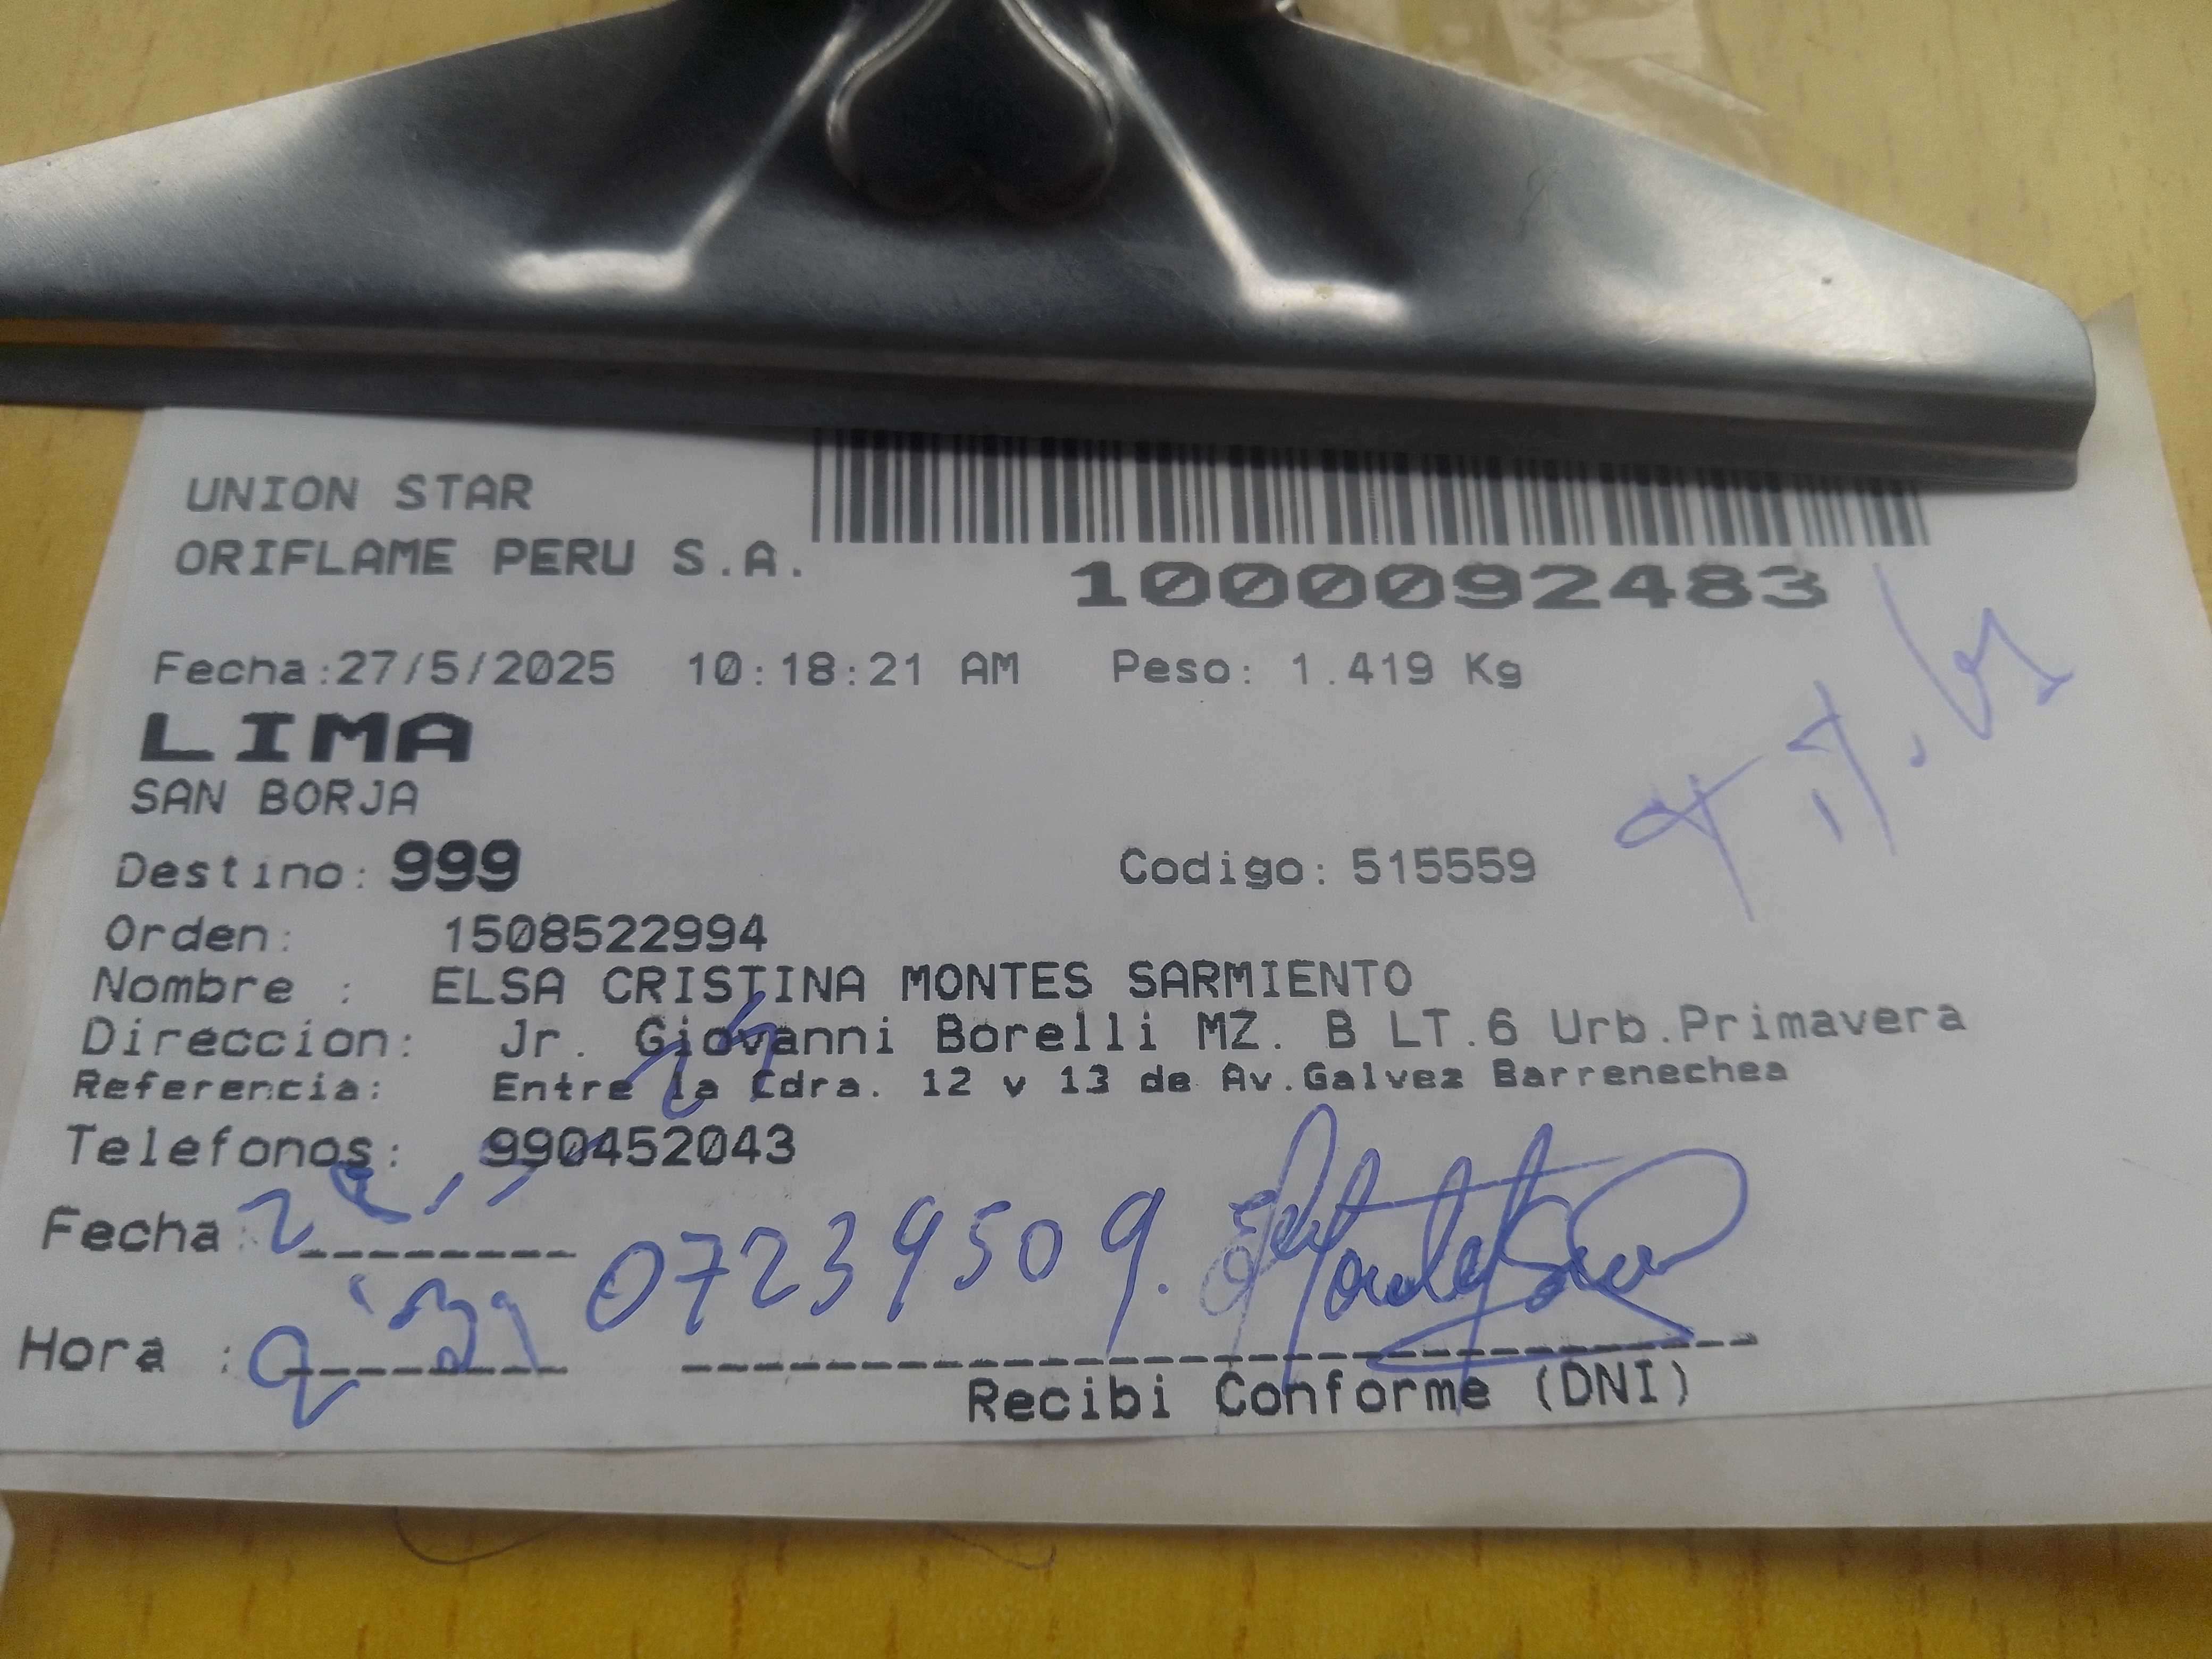 UNION STAR
ORIFLAME PERU S.A.
1000092483
Fecha:27/5/2025 10:18:21 AM Peso: 1.419 Kg
LIMA
SAN BORJA
Destino: 999 Codigo: 515559
Orden: 1508522994
Nombre : ELSA CRISTINA MONTES SARMIENTO
Direccion: Jr. Giovanni Borelli MZ. B LT.6 Urb.Primavera
Referencia: Entre la Cdra. 12 y 13 de Av.Galvez Barrenechea
Telefonos: 990452043
Fecha:
07239509.
Hora :
Recibi Conforme (DNI)